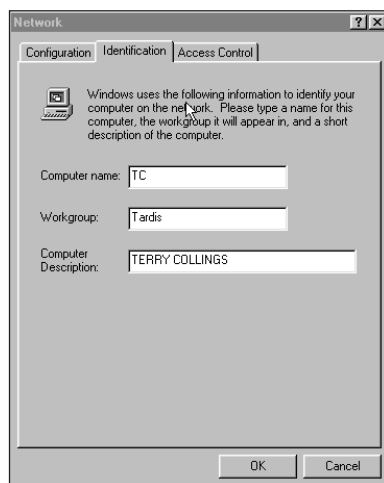 Network
Configuration Identification Access Control
Windows uses the following information to identify your
computer on the network. Please type a name for this
computer, the workgroup it will appear in, and a short
description of the computer.
Computer name: TC
Workgroup: Tardis
Computer
Description: TERRY COLLINGS
OK Cancel